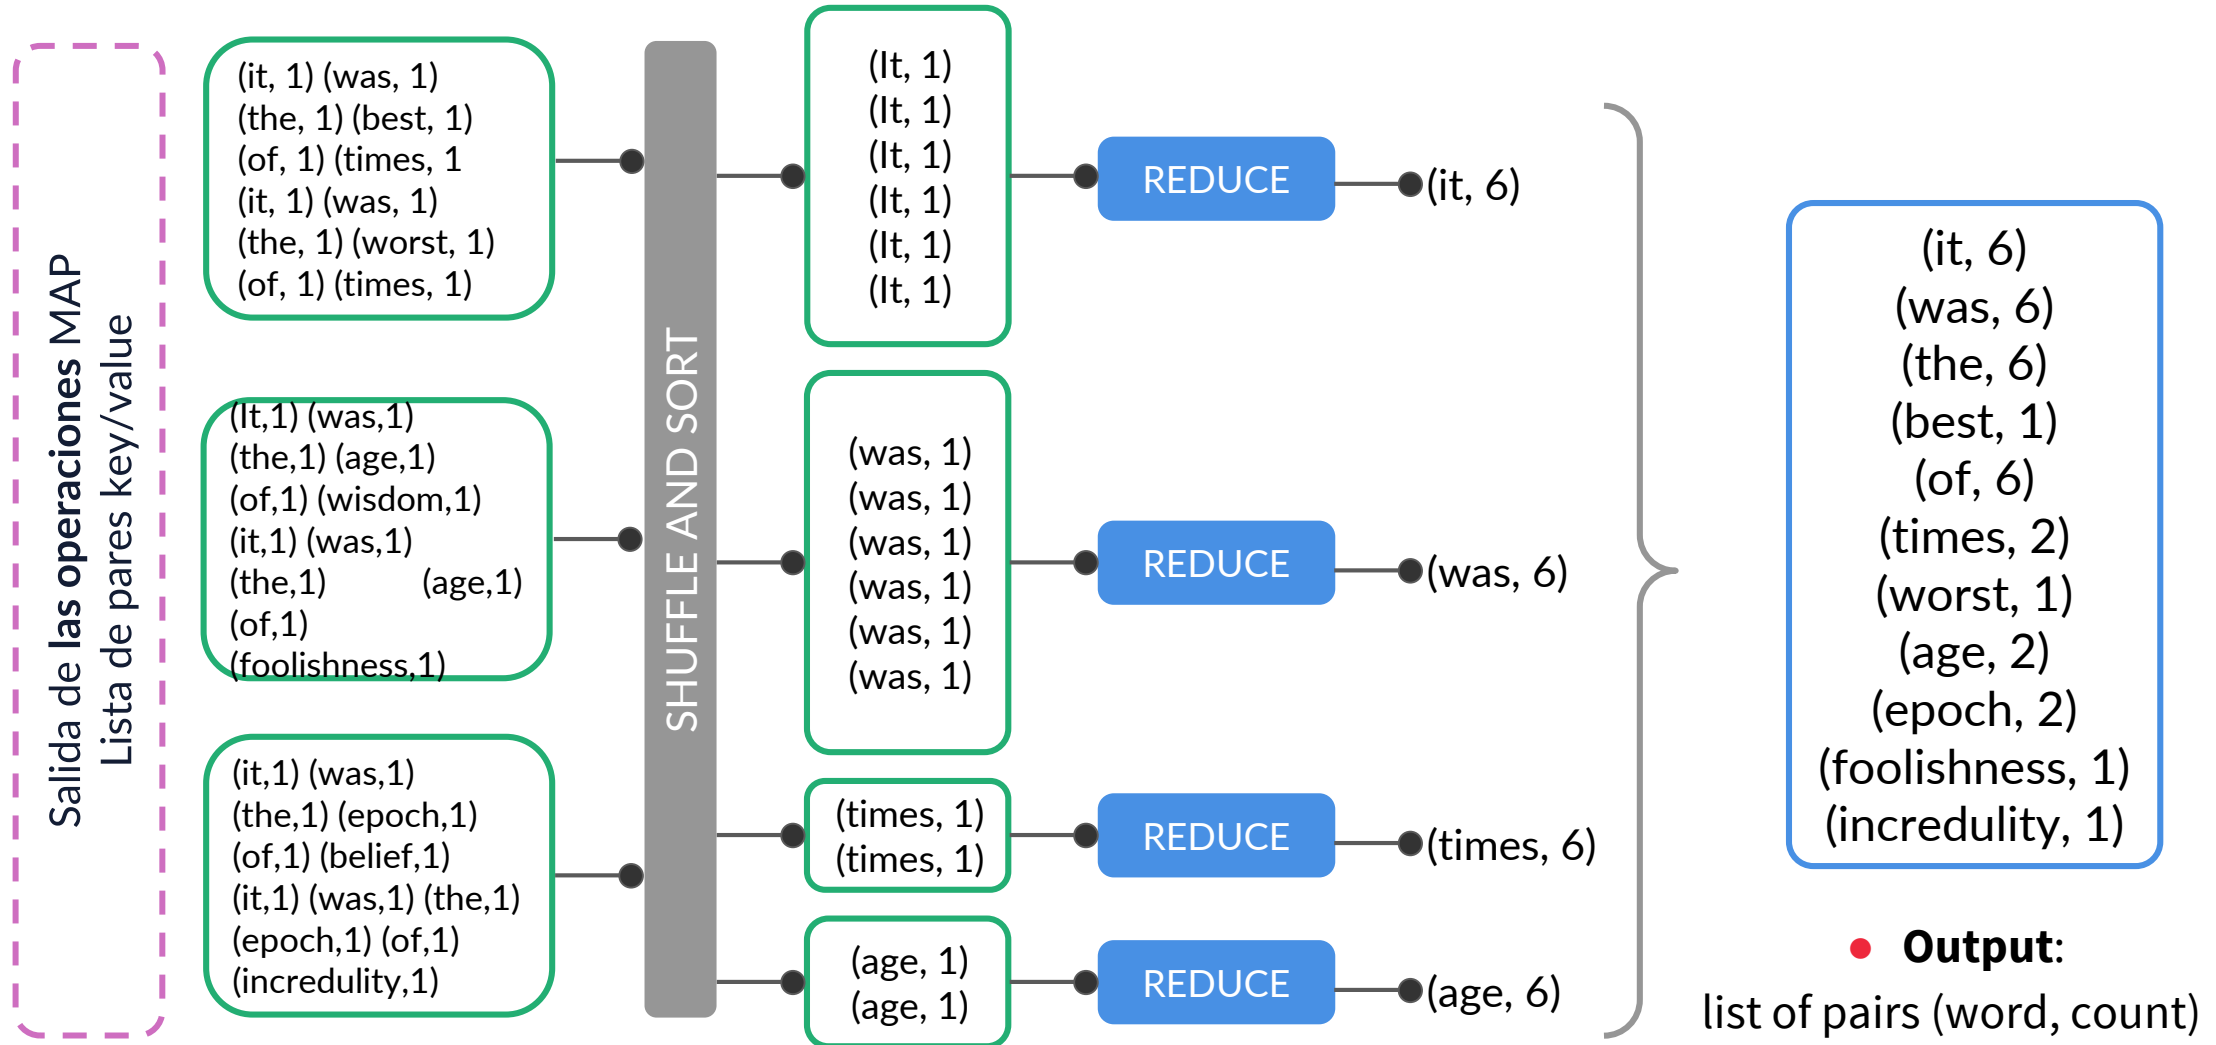 Salida de las operaciones MAP
Lista de pares key/value
(it, 1) (was, 1)
(the, 1) (best, 1)
(of, 1) (times, 1
(it, 1) (was, 1)
(the, 1) (worst, 1)
(of, 1) (times, 1)
(It,1) (was,1)
(the,1) (age,1)
(of,1) (wisdom,1)
(it,1) (was,1)
(the,1) (age,1)
(of,1)
(foolishness,1)
(it,1) (was,1)
(the,1) (epoch,1)
(of,1) (belief,1)
(it,1) (was,1) (the,1)
(epoch,1) (of,1)
(incredulity,1)
SHUFFLE AND SORT
(It, 1)
(It, 1)
(It, 1)
(It, 1)
(It, 1)
(It, 1)
REDUCE
(it, 6)
(was, 1)
(was, 1)
(was, 1)
(was, 1)
(was, 1)
(was, 1)
REDUCE
(was, 6)
(times, 1)
(times, 1)
REDUCE
(times, 6)
(age, 1)
(age, 1)
REDUCE
(age, 6)
(it, 6)
(was, 6)
(the, 6)
(best, 1)
(of, 6)
(times, 2)
(worst, 1)
(age, 2)
(epoch, 2)
(foolishness, 1)
(incredulity, 1)
• Output:
list of pairs (word, count)